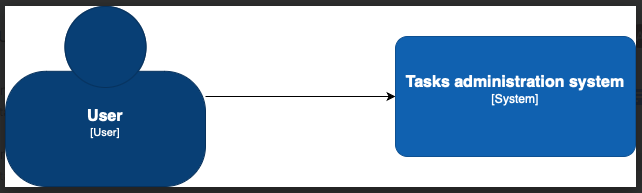 User
[User]
Tasks administration system
[System]